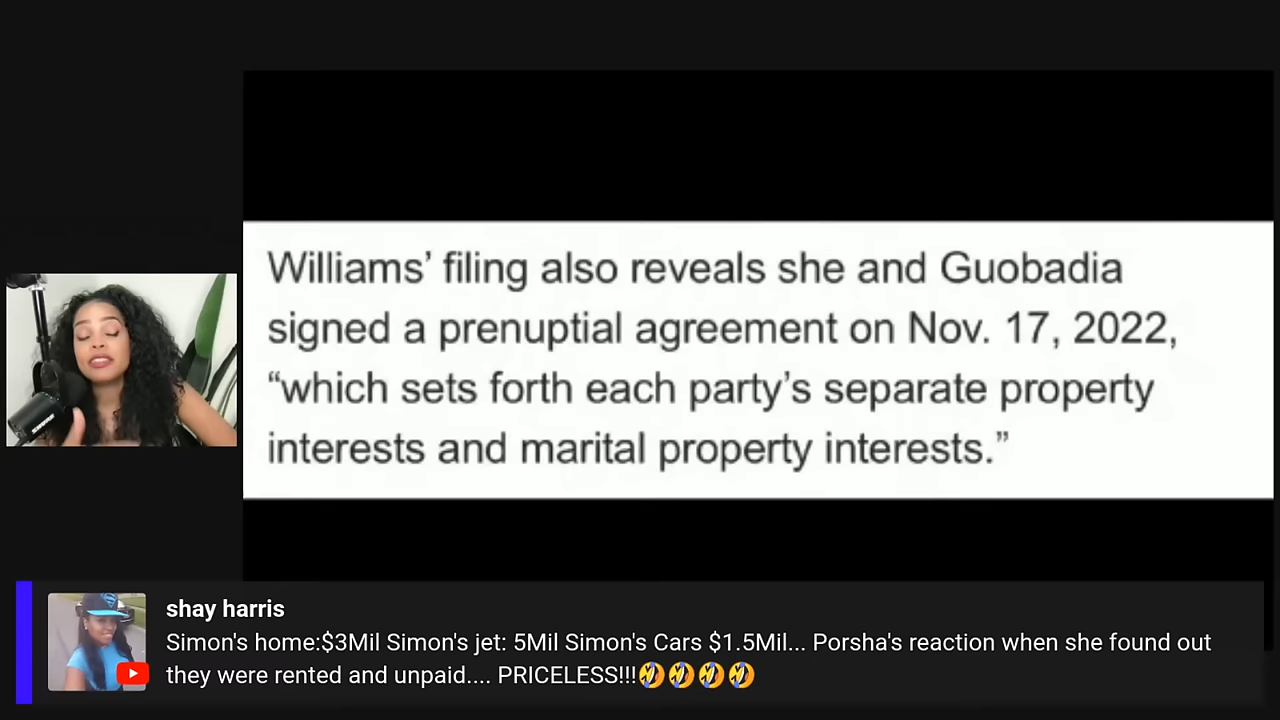 Williams’ filing also reveals she and Guobadia
signed a prenuptial agreement on Nov. 17, 2022,
“which sets forth each party’s separate property
interests and marital property interests.”
SHURE
shay harris
Simon's home:$3Mil Simon's jet: 5Mil Simon's Cars $1.5Mil... Porsha's reaction when she found out
they were rented and unpaid.... PRICELESS!!!🤣🤣🤣🤣